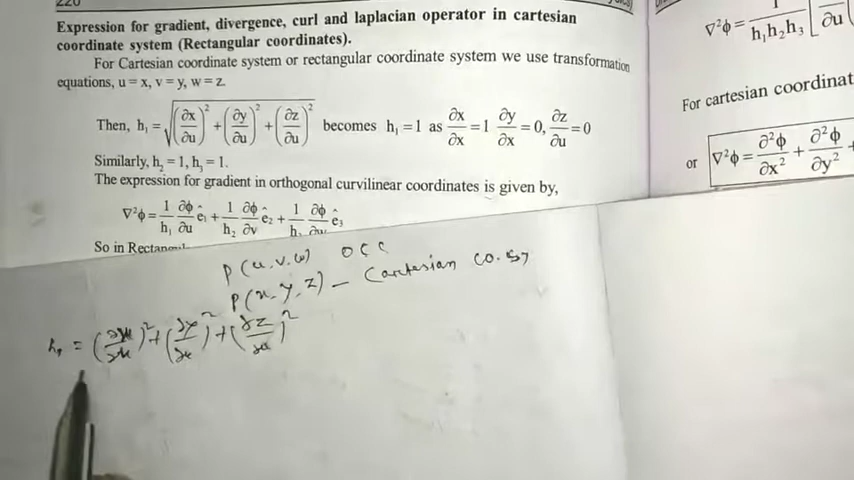 220
Expression for gradient, divergence, curl and laplacian operator in cartesian
coordinate system (Rectangular coordinates).
For Cartesian coordinate system or rectangular coordinate system we use transformation
equations, u = x, v = y, w = z.
Then, h₁ = √((∂x/∂u)² + (∂y/∂u)² + (∂z/∂u)²) becomes h₁ = 1 as ∂x/∂x = 1 ∂y/∂x = 0, ∂z/∂u = 0
Similarly, h₂ = 1, h₃ = 1.
The expression for gradient in orthogonal curvilinear coordinates is given by,
∇²ϕ = 1/h₁ ∂ϕ/∂u ê₁ + 1/h₂ ∂ϕ/∂v ê₂ + 1/h₃ ∂ϕ/∂w ê₃
So in
P(u, v, w) OCC
P(x, y, z) — Cartesian co. sy
h₁ = (∂x/∂x)² + (∂y/∂x)² + (∂z/∂x)²
∇²ϕ = 1/h₁h₂h₃ [ ∂u
For cartesian coordinat
or ∇²ϕ = ∂²ϕ/∂x² + ∂²ϕ/∂y² +